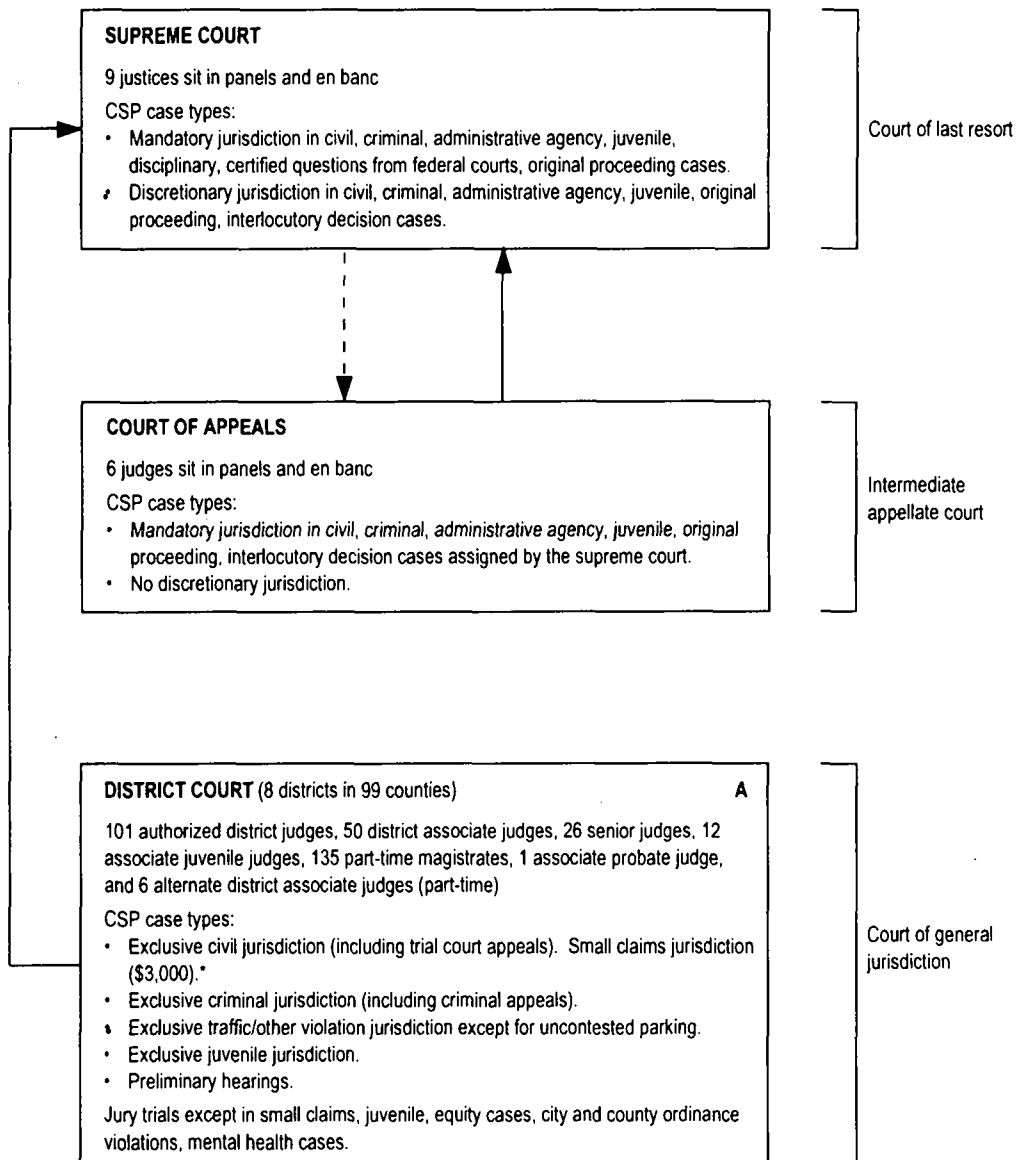 SUPREME COURT
9 justices sit in panels and en banc
CSP case types:
• Mandatory jurisdiction in civil, criminal, administrative agency, juvenile,
disciplinary, certified questions from federal courts, original proceeding cases.
• Discretionary jurisdiction in civil, criminal, administrative agency, juvenile, original
proceeding, interlocutory decision cases.
Court of last resort
COURT OF APPEALS
6 judges sit in panels and en banc
CSP case types:
• Mandatory jurisdiction in civil, criminal, administrative agency, juvenile, original
proceeding, interlocutory decision cases assigned by the supreme court.
• No discretionary jurisdiction.
Intermediate
appellate court
DISTRICT COURT (8 districts in 99 counties) A
101 authorized district judges, 50 district associate judges, 26 senior judges, 12
associate juvenile judges, 135 part-time magistrates, 1 associate probate judge,
and 6 alternate district associate judges (part-time)
CSP case types:
• Exclusive civil jurisdiction (including trial court appeals). Small claims jurisdiction
($3,000).*
• Exclusive criminal jurisdiction (including criminal appeals).
• Exclusive traffic/other violation jurisdiction except for uncontested parking.
• Exclusive juvenile jurisdiction.
• Preliminary hearings.
Jury trials except in small claims, juvenile, equity cases, city and county ordinance
violations, mental health cases.
Court of general
jurisdiction